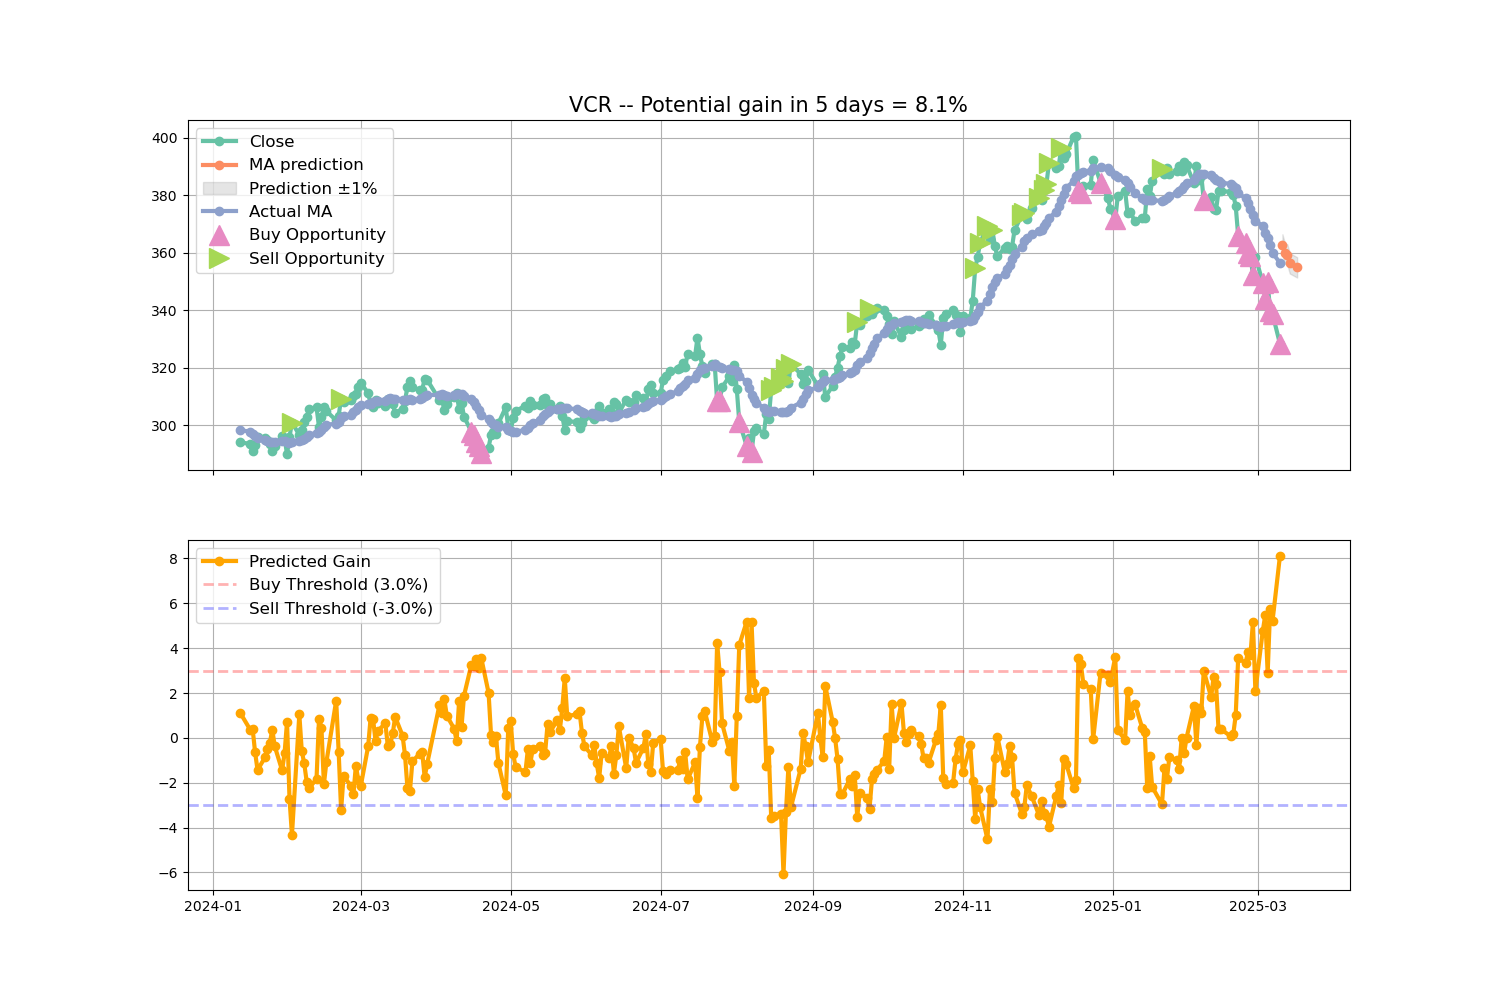 VCR -- Potential gain in 5 days = 8.1%
400
380
360
340
320
300
Close
MA prediction
Prediction ±1%
Actual MA
Buy Opportunity
Sell Opportunity
8
6
4
2
0
−2
−4
−6
Predicted Gain
Buy Threshold (3.0%)
Sell Threshold (-3.0%)
2024-01
2024-03
2024-05
2024-07
2024-09
2024-11
2025-01
2025-03